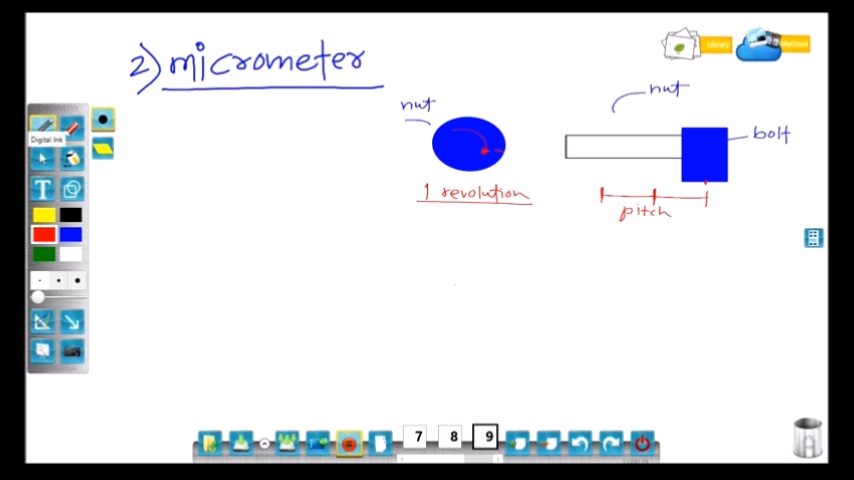 2) micrometer
Library
MyCloud
nut
nut
bolt
1 revolution
pitch
Digital Ink
T
7 8 9